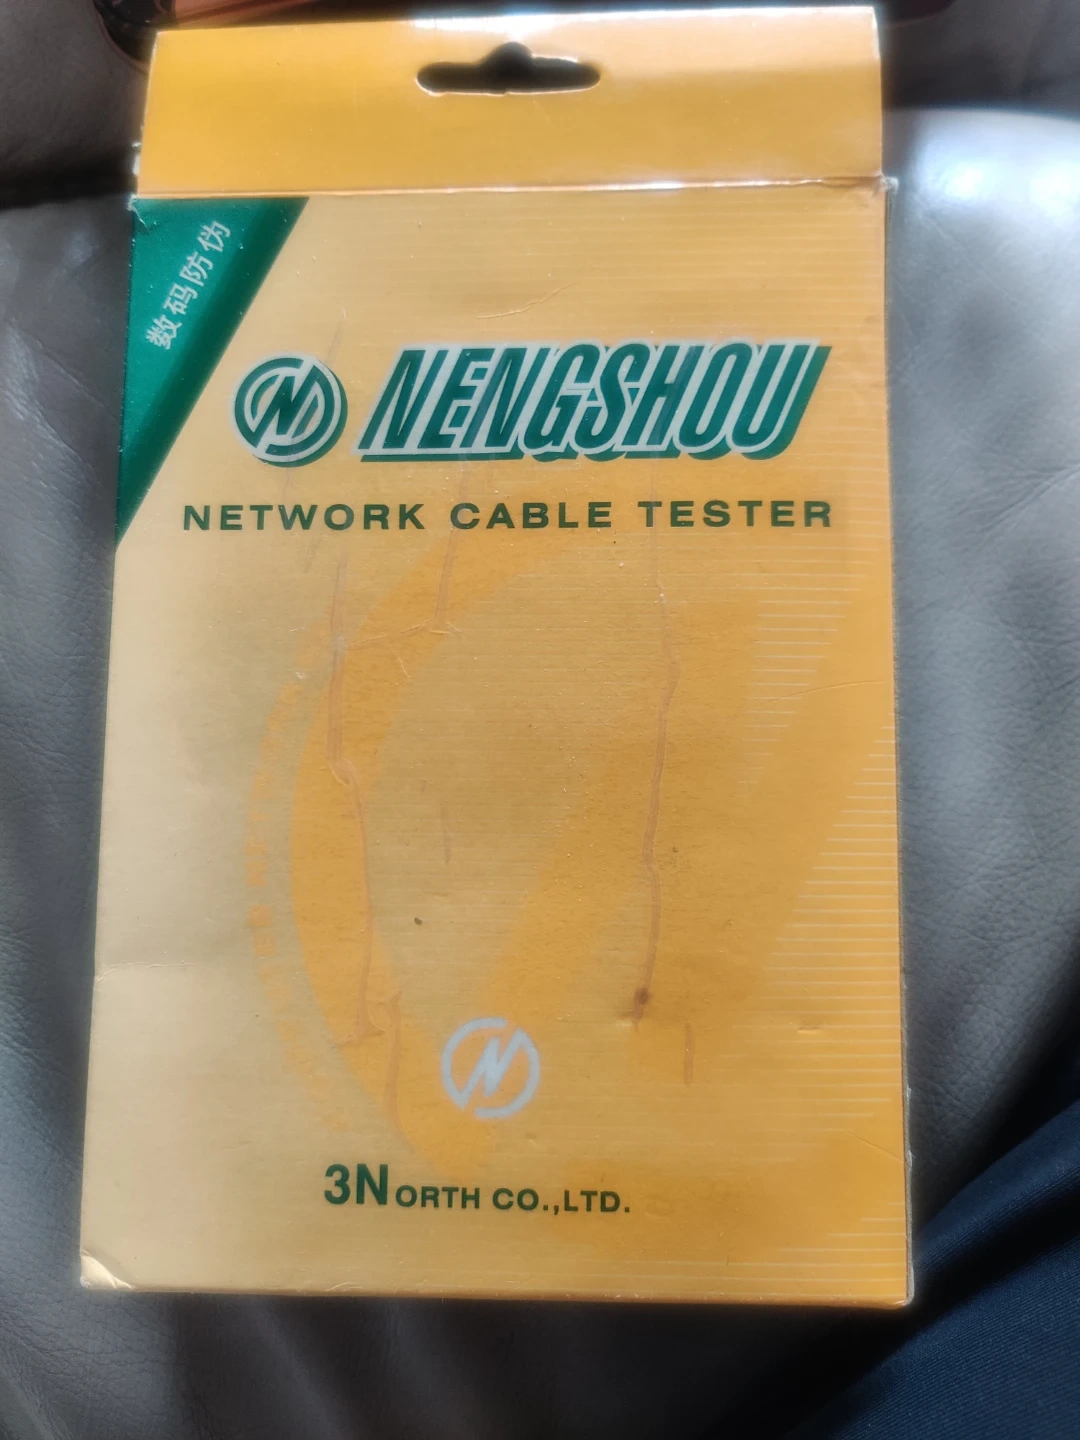 数码防伪
NENGSHOU
NETWORK CABLE TESTER
3NORTH CO.,LTD.